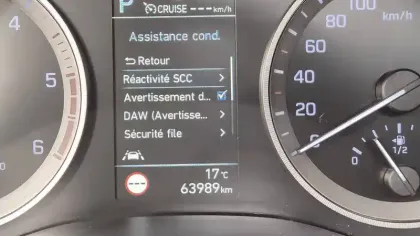 P CRUISE ---km/h
Assistance cond.
Retour
Réactivité SCC >
Avertissement d...
DAW (Avertisse... >
Sécurité file >
17°C
63989km
4
5
6
100
80
60
40
20
0
1/2